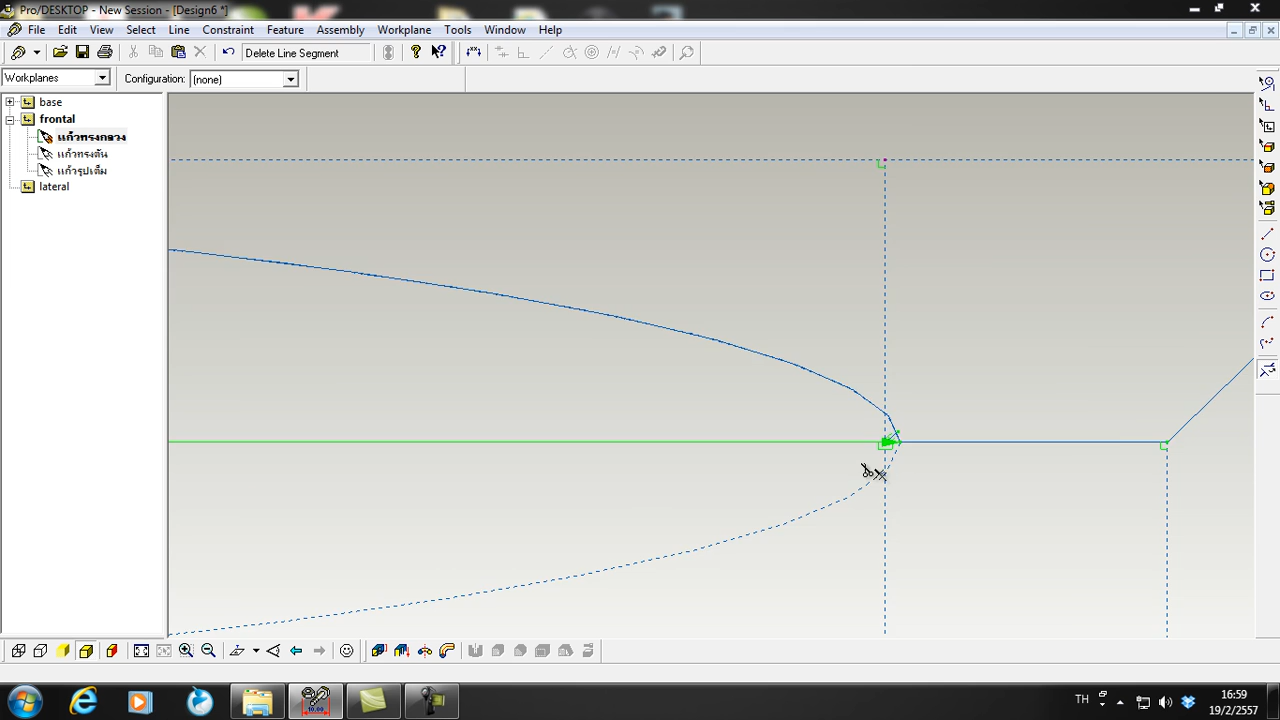 Pro/DESKTOP - New Session - [Design6 *]
File Edit View Select Line Constraint Feature Assembly Workplane Tools Window Help
Delete Line Segment
Workplanes Configuration: (none)
base
frontal
แก้วทรงกลวง
แก้วทรงตัน
แก้วรูปเต็ม
lateral
TH 16:59
19/2/2557